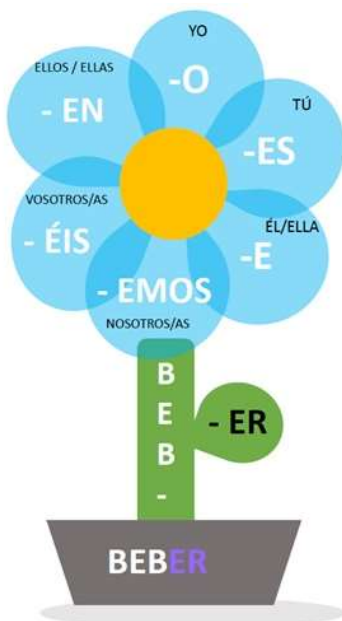 YO
-O
TÚ
-ES
ÉL/ELLA
-E
- EMOS
NOSOTROS/AS
VOSOTROS/AS
- ÉIS
ELLOS / ELLAS
- EN
B
E
B
-
- ER
BEBER